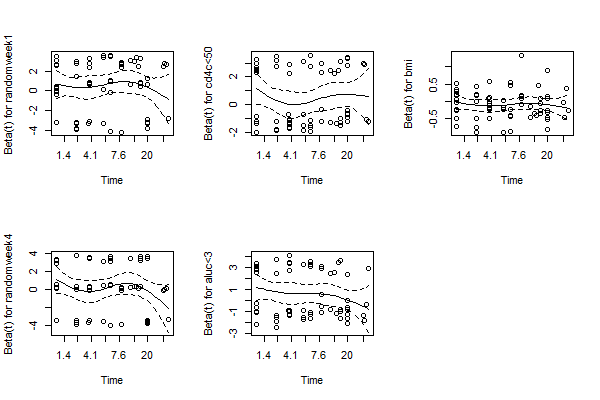 Beta(t) for randomweek1
2
0
-2
-4
1.4 4.1 7.6 20
Time
Beta(t) for cd4c<50
3
2
1
0
-2
1.4 4.1 7.6 20
Time
Beta(t) for bmi
0.5
-0.5
1.4 4.1 7.6 20
Time
Beta(t) for randomweek4
4
2
0
-4
1.4 4.1 7.6 20
Time
Beta(t) for aluc<3
3
1
-1
-3
1.4 4.1 7.6 20
Time